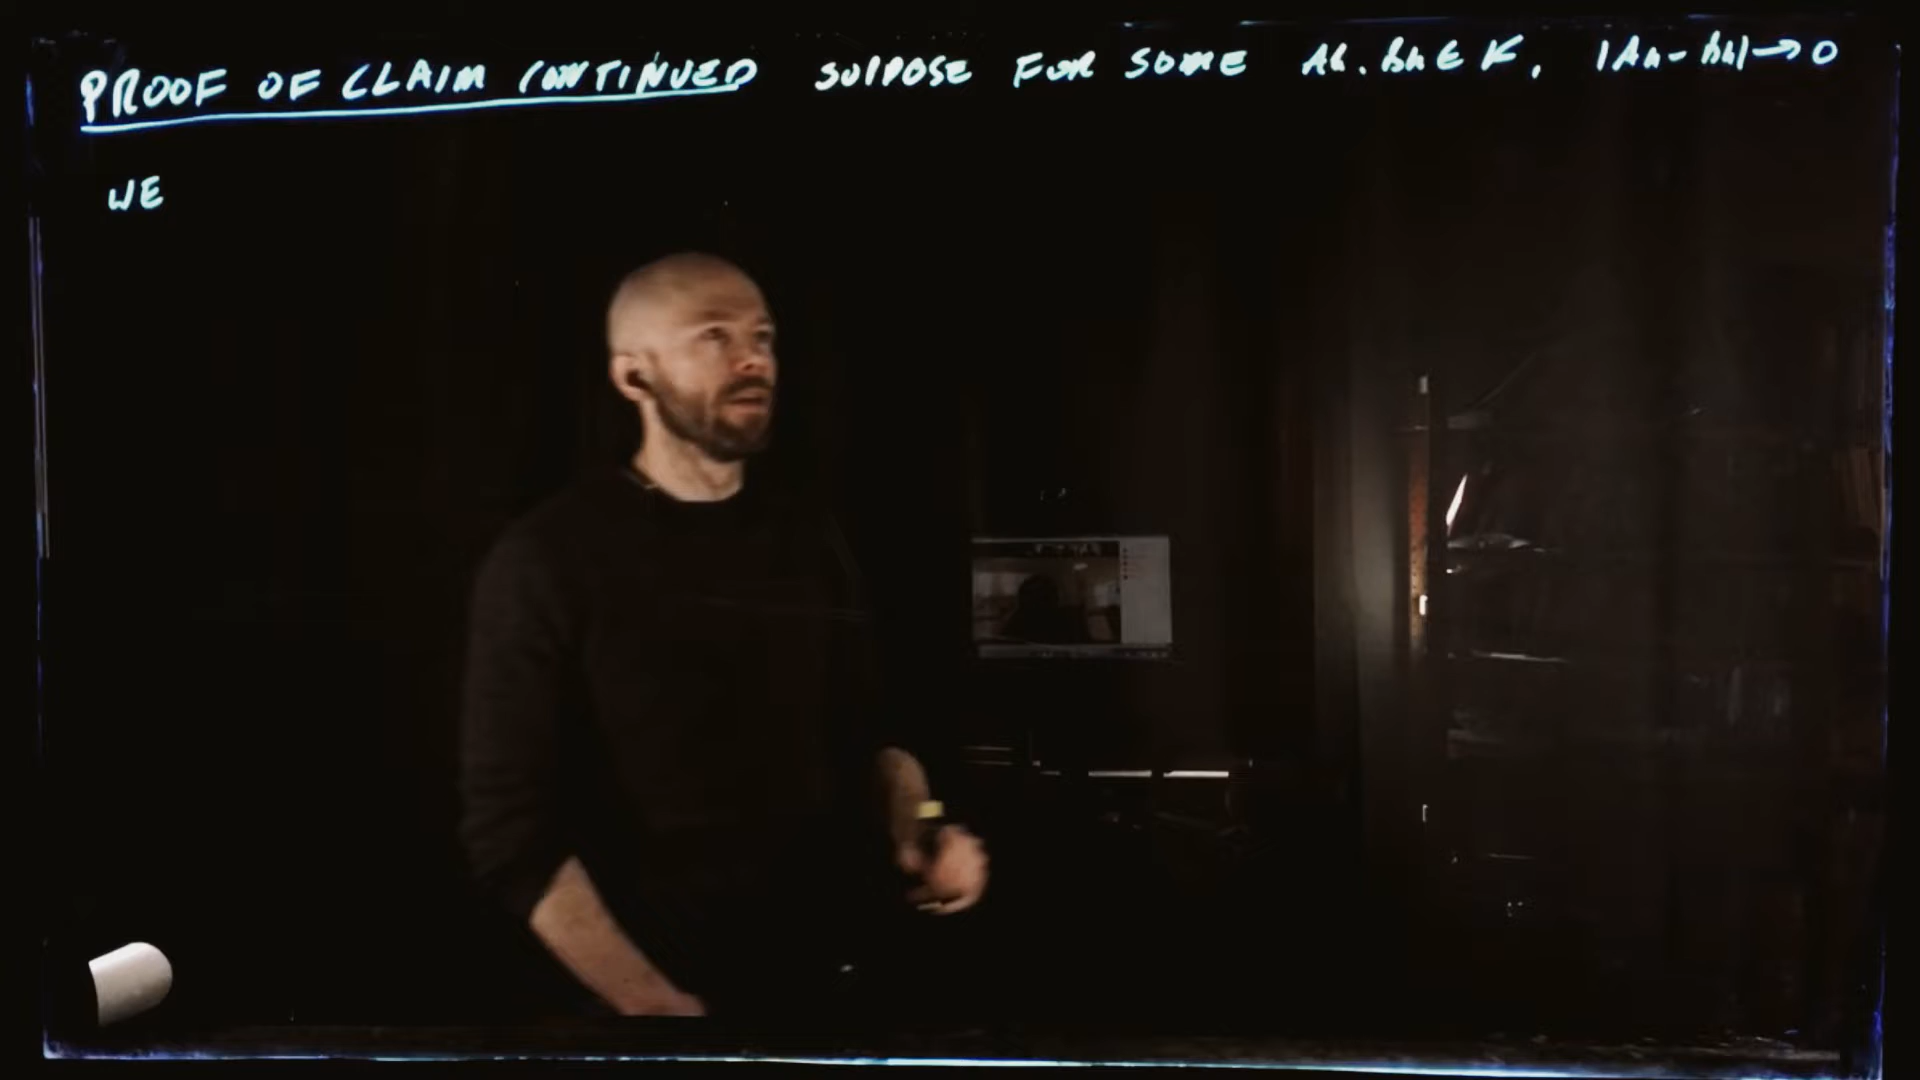 PROOF OF CLAIM CONTINUED SUPPOSE FOR SOME An, Bn ∈ K, |An - Bn| → 0
WE